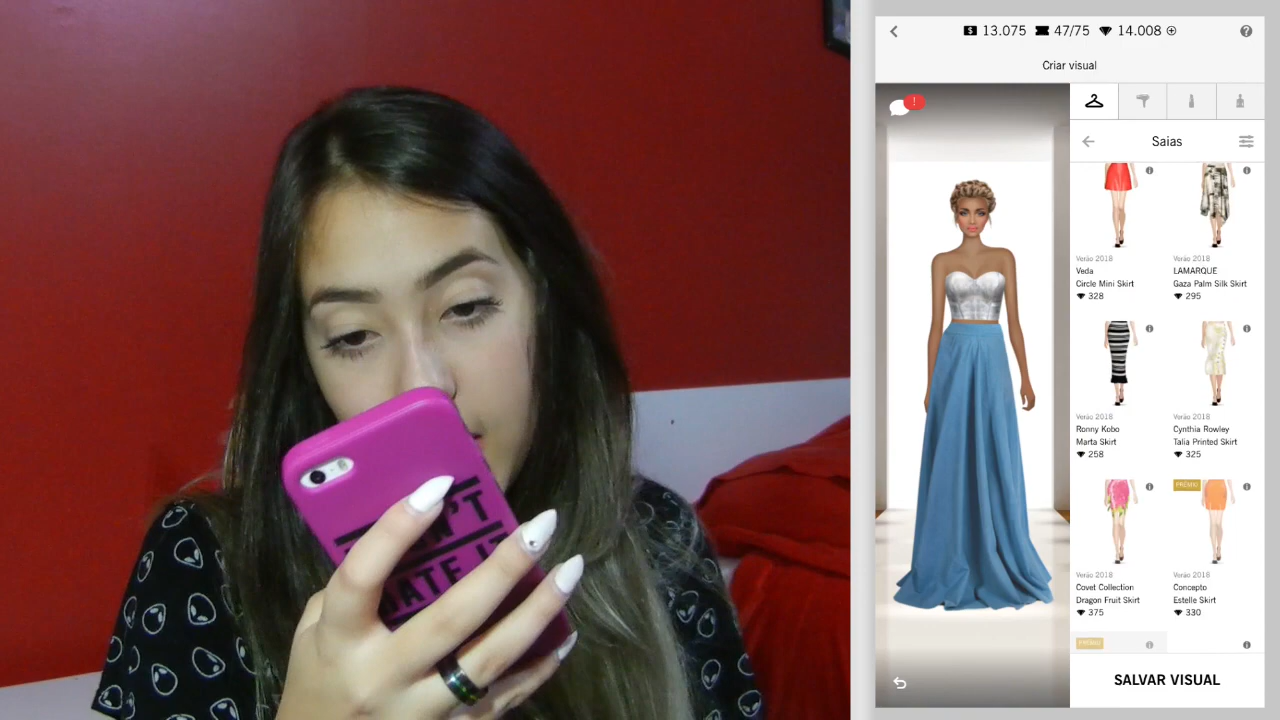 13.075 47/75 14.008
Criar visual
!
Saias
Verão 2018
Veda
Circle Mini Skirt
328
Verão 2018
LAMARQUE
Gaza Palm Silk Skirt
295
Verão 2018
Ronny Kobo
Marta Skirt
258
Verão 2018
Cynthia Rowley
Talia Printed Skirt
325
Verão 2018
Covet Collection
Dragon Fruit Skirt
375
PRÊMIO
Verão 2018
Concepto
Estelle Skirt
330
PRÊMIO
SALVAR VISUAL